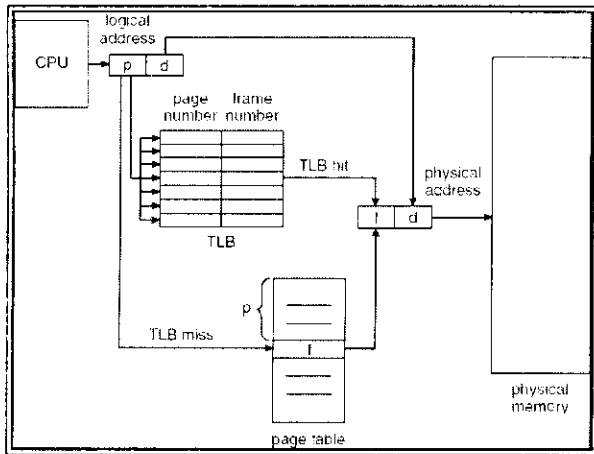 logical
address
CPU
p d
page frame
number number
TLB hit
physical
address
f d
TLB
p
TLB miss
f
physical
memory
page table